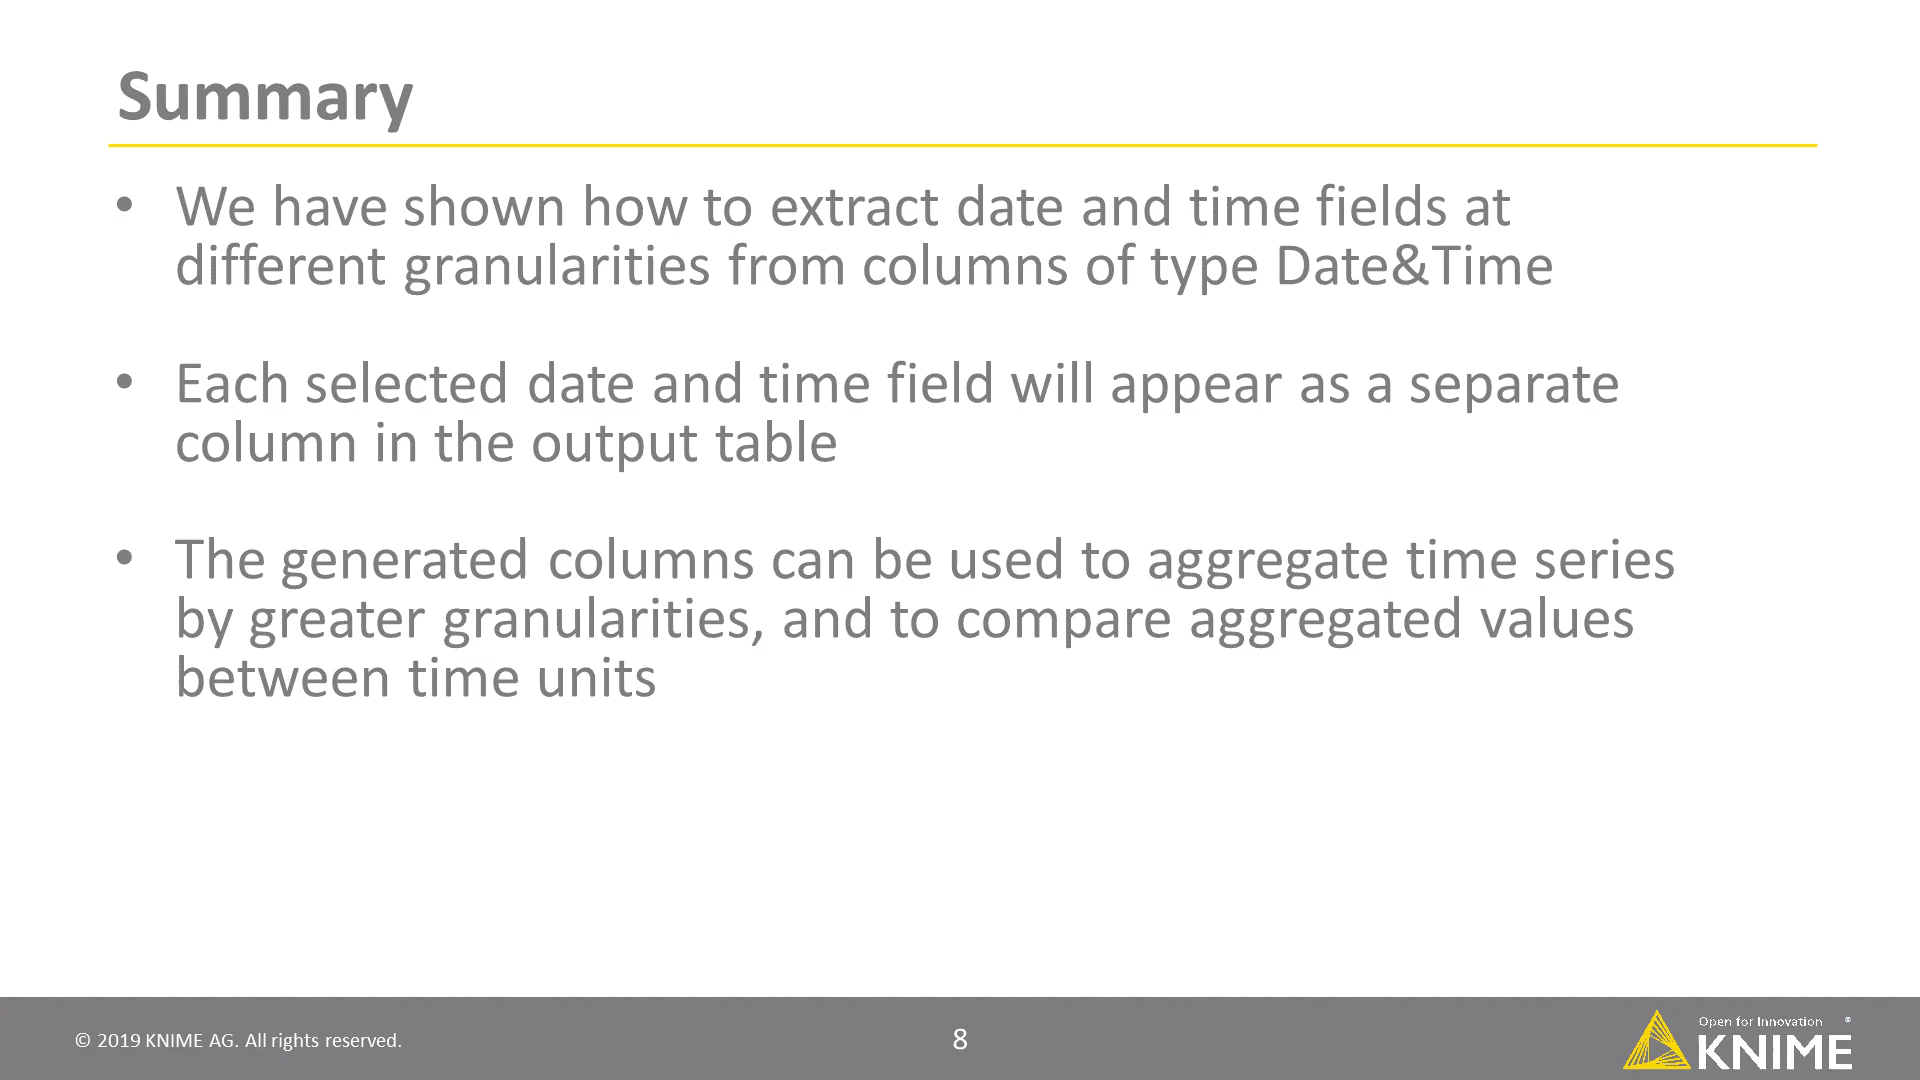 Summary
• We have shown how to extract date and time fields at
different granularities from columns of type Date&Time
• Each selected date and time field will appear as a separate
column in the output table
• The generated columns can be used to aggregate time series
by greater granularities, and to compare aggregated values
between time units
© 2019 KNIME AG. All rights reserved.
8
Open for Innovation ®
KNIME